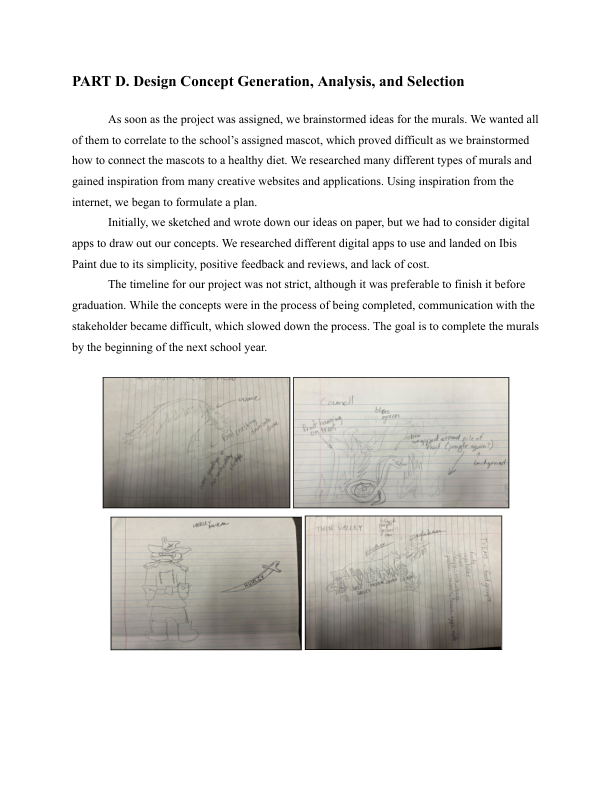 PART D. Design Concept Generation, Analysis, and Selection
As soon as the project was assigned, we brainstormed ideas for the murals. We wanted all
of them to correlate to the school’s assigned mascot, which proved difficult as we brainstormed
how to connect the mascots to a healthy diet. We researched many different types of murals and
gained inspiration from many creative websites and applications. Using inspiration from the
internet, we began to formulate a plan.
Initially, we sketched and wrote down our ideas on paper, but we had to consider digital
apps to draw out our concepts. We researched different digital apps to use and landed on Ibis
Paint due to its simplicity, positive feedback and reviews, and lack of cost.
The timeline for our project was not strict, although it was preferable to finish it before
graduation. While the concepts were in the process of being completed, communication with the
stakeholder became difficult, which slowed down the process. The goal is to complete the murals
by the beginning of the next school year.
Fruit hanging
on trees
HURLEY
TWIN VALLEY